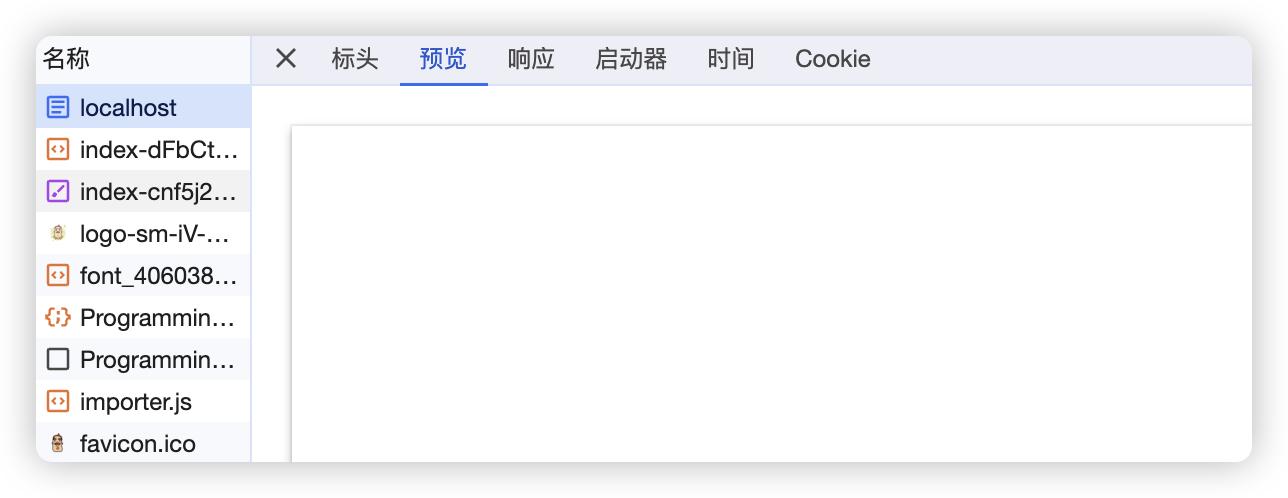 名称
标头 预览 响应 启动器 时间 Cookie
localhost
index-dFbCt...
index-cnf5j2...
logo-sm-iV-...
font_406038...
Programmin...
Programmin...
importer.js
favicon.ico